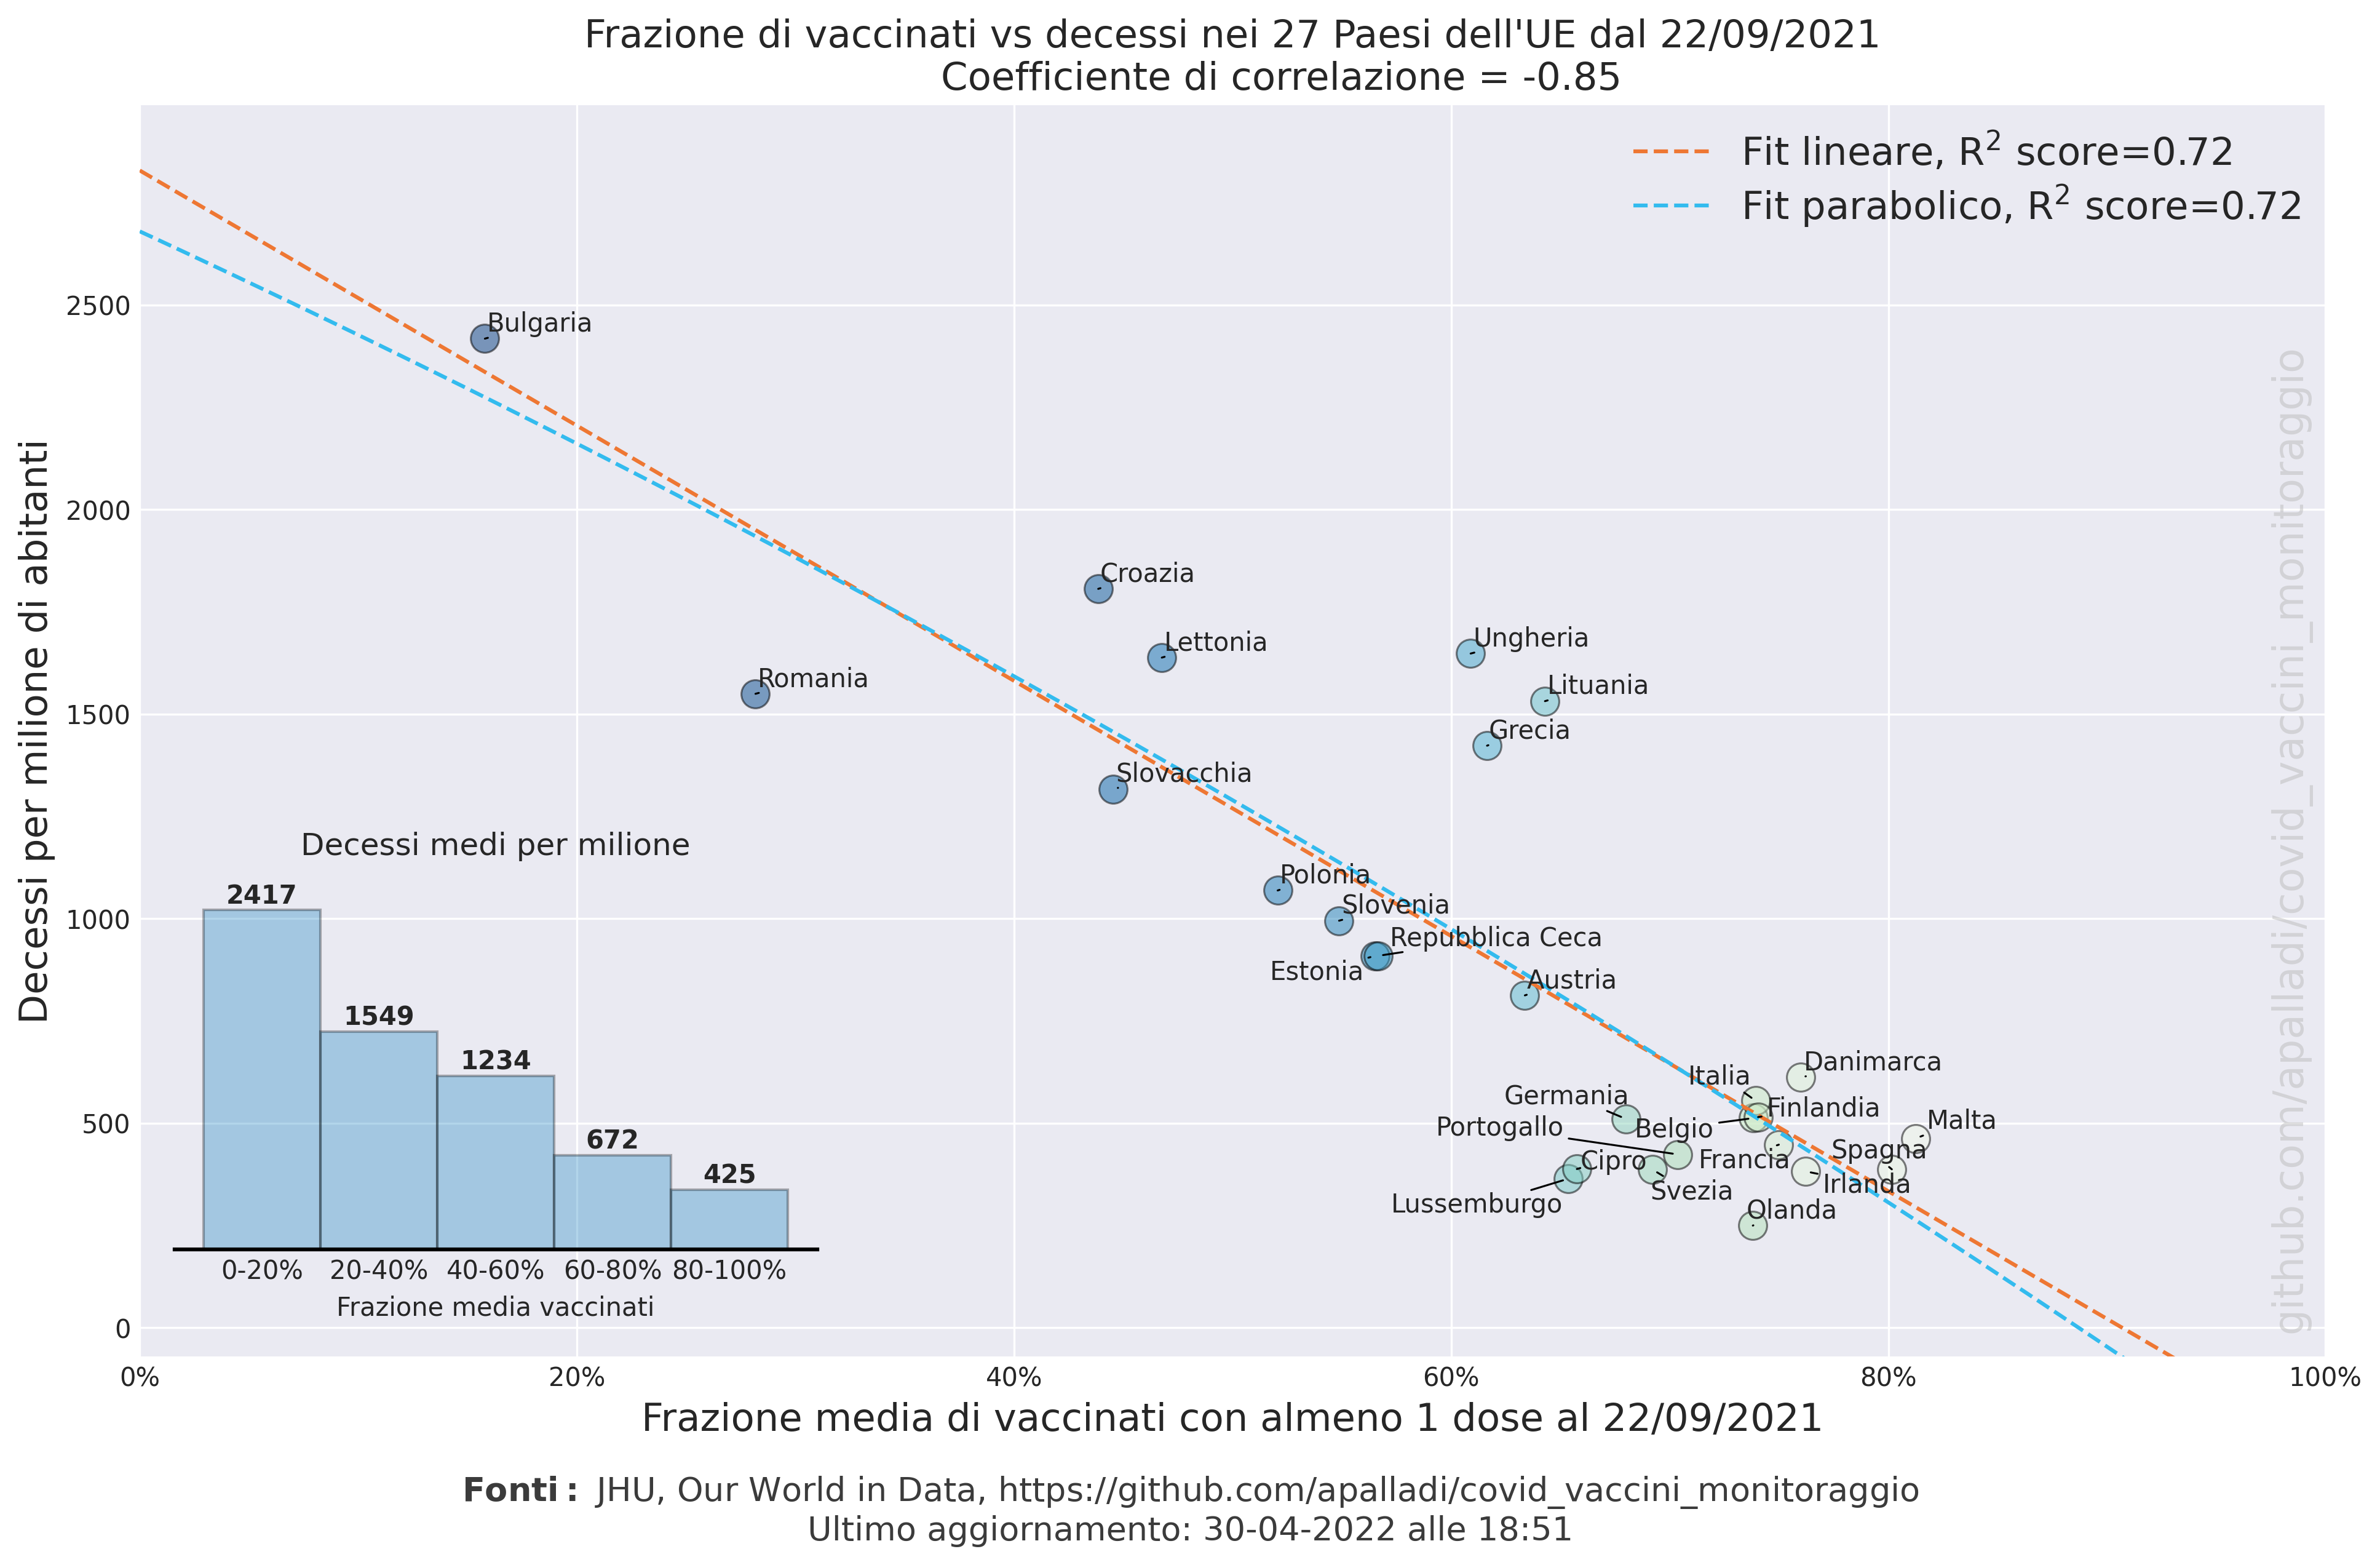 Frazione di vaccinati vs decessi nei 27 Paesi dell'UE dal 22/09/2021
Coefficiente di correlazione = -0.85
Fit lineare, R² score=0.72
Fit parabolico, R² score=0.72
Decessi per milione di abitanti
2500
2000
1500
1000
500
0
Bulgaria
Croazia
Lettonia
Ungheria
Romania
Lituania
Grecia
Slovacchia
Polonia
Slovenia
Repubblica Ceca
Estonia
Austria
Danimarca
Italia
Germania
Finlandia
Malta
Portogallo
Belgio
Spagna
Cipro
Francia
Irlanda
Svezia
Lussemburgo
Olanda
Decessi medi per milione
2417
1549
1234
672
425
0-20% 20-40% 40-60% 60-80% 80-100%
Frazione media vaccinati
github.com/apalladi/covid_vaccini_monitoraggio
0% 20% 40% 60% 80% 100%
Frazione media di vaccinati con almeno 1 dose al 22/09/2021
Fonti: JHU, Our World in Data, https://github.com/apalladi/covid_vaccini_monitoraggio
Ultimo aggiornamento: 30-04-2022 alle 18:51